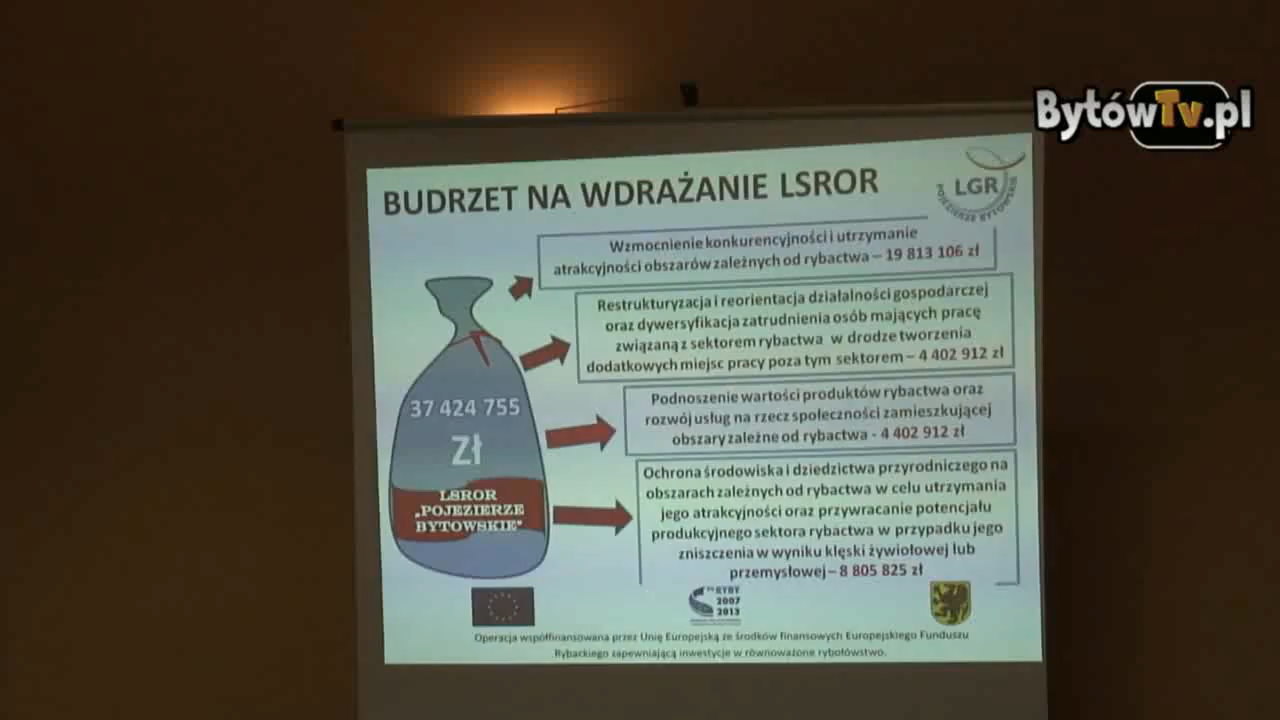 BytówTv.pl
BUDRZET NA WDRAŻANIE LSROR
LGR
POJEZIERZE BYTOWSKIE
Wzmocnienie konkurencyjności i utrzymanie
atrakcyjności obszarów zależnych od rybactwa – 19 813 106 zł
Restrukturyzacja i reorientacja działalności gospodarczej
oraz dywersyfikacja zatrudnienia osób mających pracę
związaną z sektorem rybactwa w drodze tworzenia
dodatkowych miejsc pracy poza tym sektorem – 4 402 912 zł
37 424 755
Zł
LSROR
„POJEZIERZE
BYTOWSKIE"
Podnoszenie wartości produktów rybactwa oraz
rozwój usług na rzecz społeczności zamieszkującej
obszary zależne od rybactwa - 4 402 912 zł
Ochrona środowiska i dziedzictwa przyrodniczego na
obszarach zależnych od rybactwa w celu utrzymania
jego atrakcyjności oraz przywracanie potencjału
produkcyjnego sektora rybactwa w przypadku jego
zniszczenia w wyniku klęski żywiołowej lub
przemysłowej – 8 805 825 zł
RYBY
2007
2013
Operacja współfinansowana przez Unię Europejską ze środków finansowych Europejskiego Funduszu
Rybackiego zapewniającą inwestycje w zrównoważone rybołówstwo.